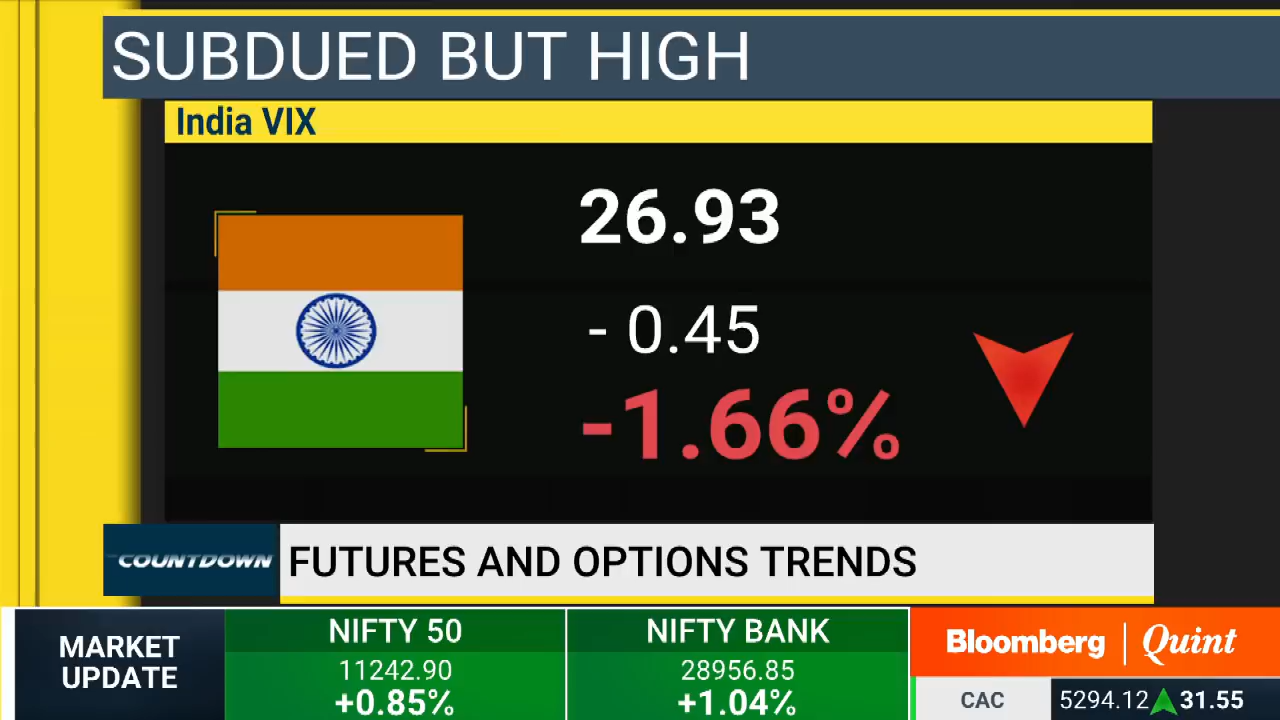 SUBDUED BUT HIGH
India VIX
26.93
- 0.45
-1.66%
COUNTDOWN
FUTURES AND OPTIONS TRENDS
MARKET
UPDATE
NIFTY 50
11242.90
+0.85%
NIFTY BANK
28956.85
+1.04%
Bloomberg | Quint
CAC
5294.12 31.55